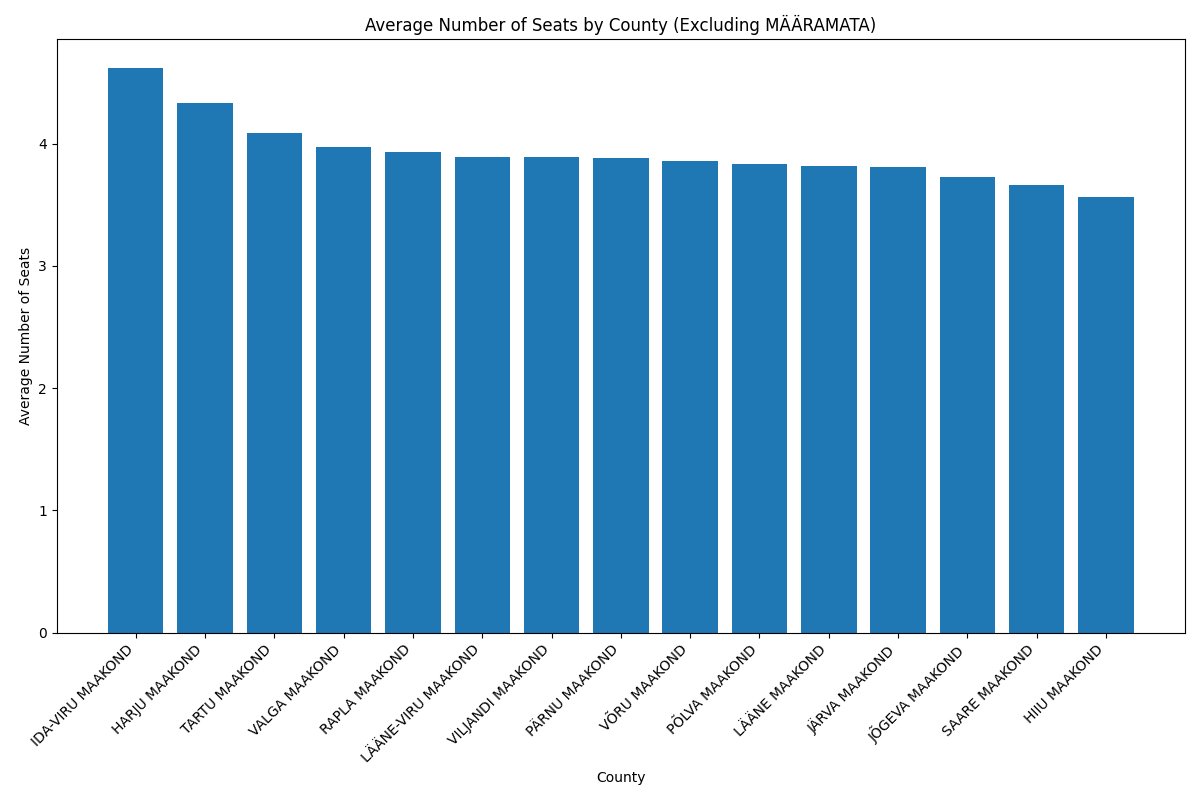 Average Number of Seats by County (Excluding MÄÄRAMATA)
Average Number of Seats
4
3
2
1
0
IDA-VIRU MAAKOND
HARJU MAAKOND
TARTU MAAKOND
VALGA MAAKOND
RAPLA MAAKOND
LÄÄNE-VIRU MAAKOND
VILJANDI MAAKOND
PÄRNU MAAKOND
VÕRU MAAKOND
PÕLVA MAAKOND
LÄÄNE MAAKOND
JÄRVA MAAKOND
JÕGEVA MAAKOND
SAARE MAAKOND
HIIU MAAKOND
County